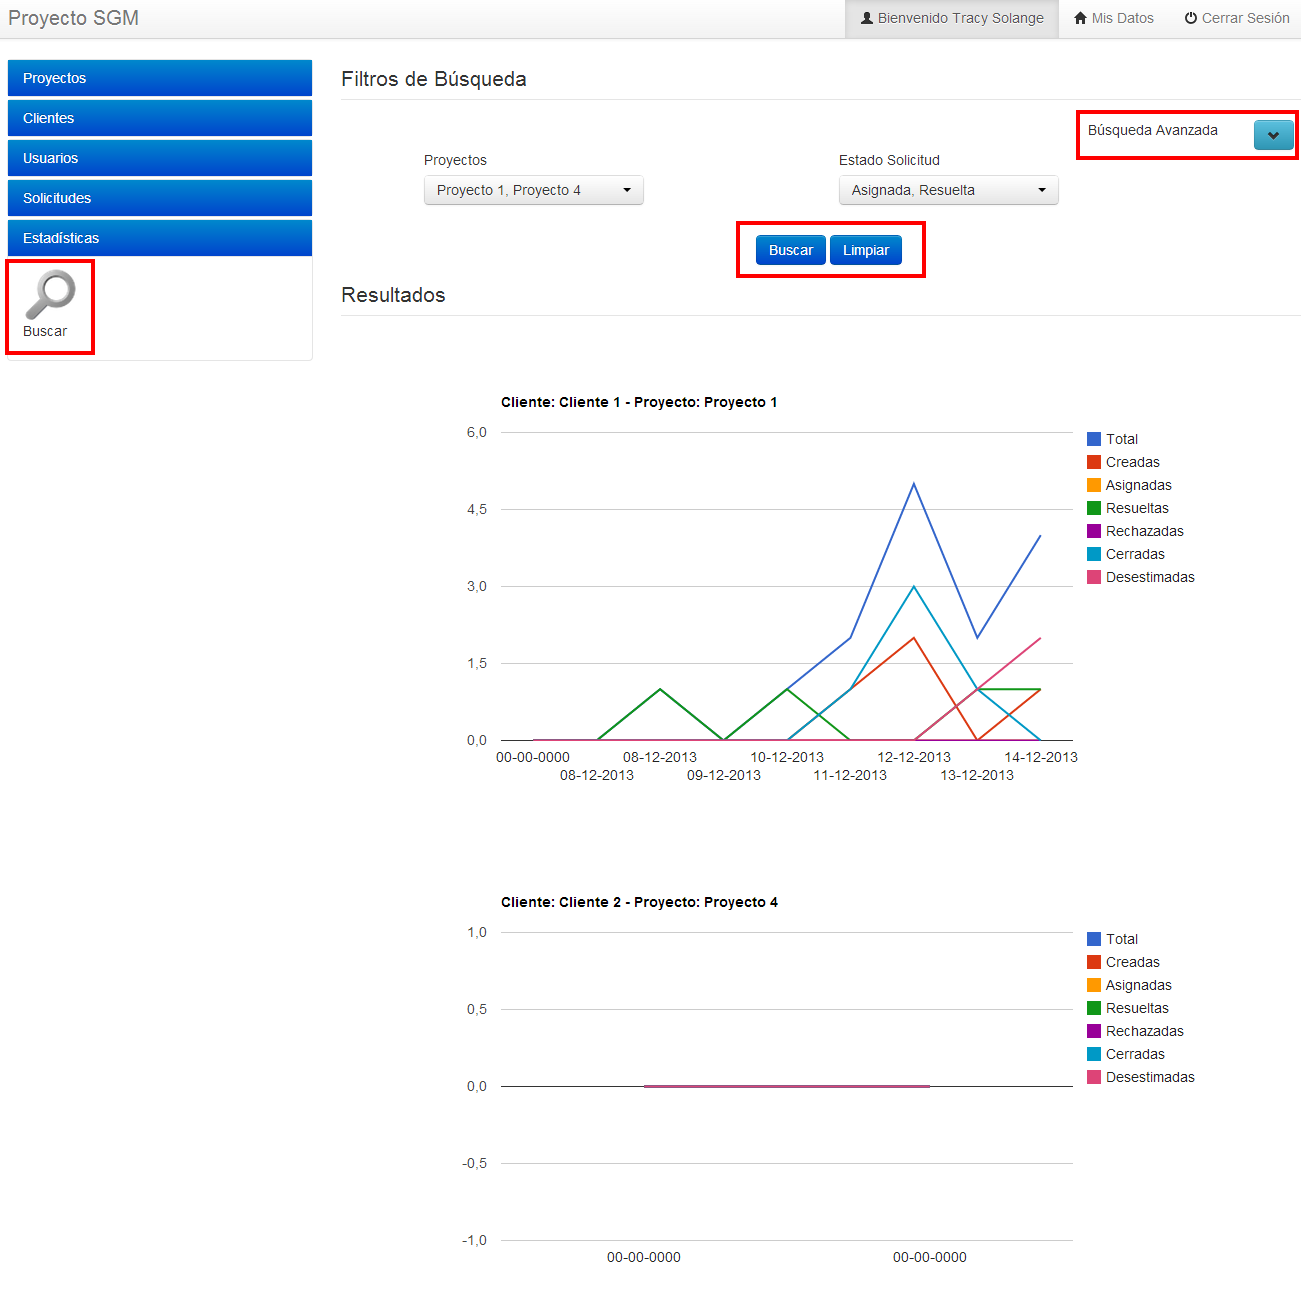 Proyecto SGM
Bienvenido Tracy Solange
Mis Datos
Cerrar Sesión
Proyectos
Clientes
Usuarios
Solicitudes
Estadísticas
Buscar
Filtros de Búsqueda
Búsqueda Avanzada
Proyectos
Estado Solicitud
Proyecto 1, Proyecto 4
Asignada, Resuelta
Buscar
Limpiar
Resultados
Cliente: Cliente 1 - Proyecto: Proyecto 1
6,0
4,5
3,0
1,5
0,0
00-00-0000
08-12-2013
08-12-2013
09-12-2013
10-12-2013
11-12-2013
12-12-2013
13-12-2013
14-12-2013
Total
Creadas
Asignadas
Resueltas
Rechazadas
Cerradas
Desestimadas
Cliente: Cliente 2 - Proyecto: Proyecto 4
1,0
0,5
0,0
-0,5
-1,0
00-00-0000
00-00-0000
Total
Creadas
Asignadas
Resueltas
Rechazadas
Cerradas
Desestimadas